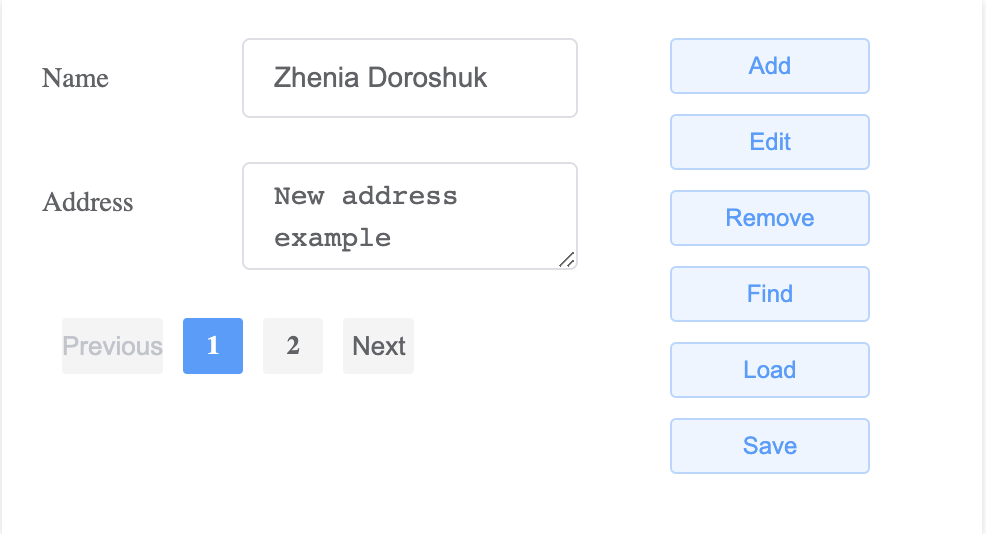 Name
Zhenia Doroshuk
Address
New address
example
Previous 1 2 Next
Add
Edit
Remove
Find
Load
Save